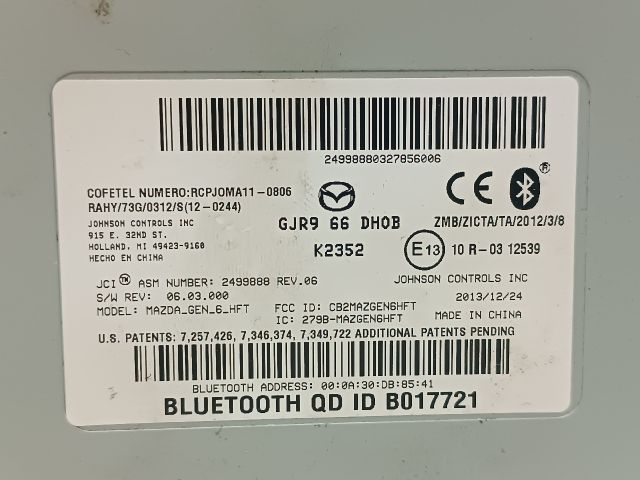 24998880327856006
COFETEL NUMERO:RCPJOMA11-0806
RAHY/73G/0312/S(12-0244)
JOHNSON CONTROLS INC
915 E. 32ND ST.
HOLLAND, MI 49423-9160
HECHO EN CHINA
GJR9 66 DH0B
K2352
CE
®
ZMB/ZICTA/TA/2012/3/8
E13 10 R-03 12539
JCI™ ASM NUMBER: 2499888 REV.06
JOHNSON CONTROLS INC
S/W REV: 06.03.000
2013/12/24
MODEL: MAZDA_GEN_6_HFT
FCC ID: CB2MAZGEN6HFT
IC: 279B-MAZGEN6HFT
MADE IN CHINA
U.S. PATENTS: 7,257,426, 7,346,374, 7,349,722 ADDITIONAL PATENTS PENDING
BLUETOOTH ADDRESS: 00:0A:30:DB:85:41
BLUETOOTH QD ID B017721